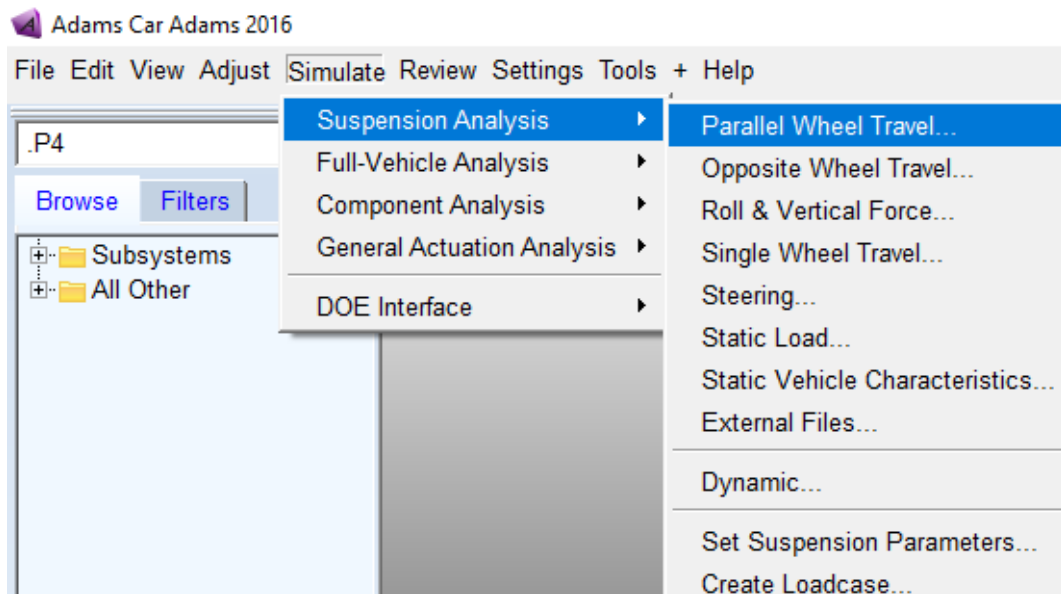 Adams Car Adams 2016
File Edit View Adjust Simulate Review Settings Tools + Help
.P4
Browse Filters
Subsystems
All Other
Suspension Analysis
Full-Vehicle Analysis
Component Analysis
General Actuation Analysis
DOE Interface
Parallel Wheel Travel...
Opposite Wheel Travel...
Roll & Vertical Force...
Single Wheel Travel...
Steering...
Static Load...
Static Vehicle Characteristics...
External Files...
Dynamic...
Set Suspension Parameters...
Create Loadcase...